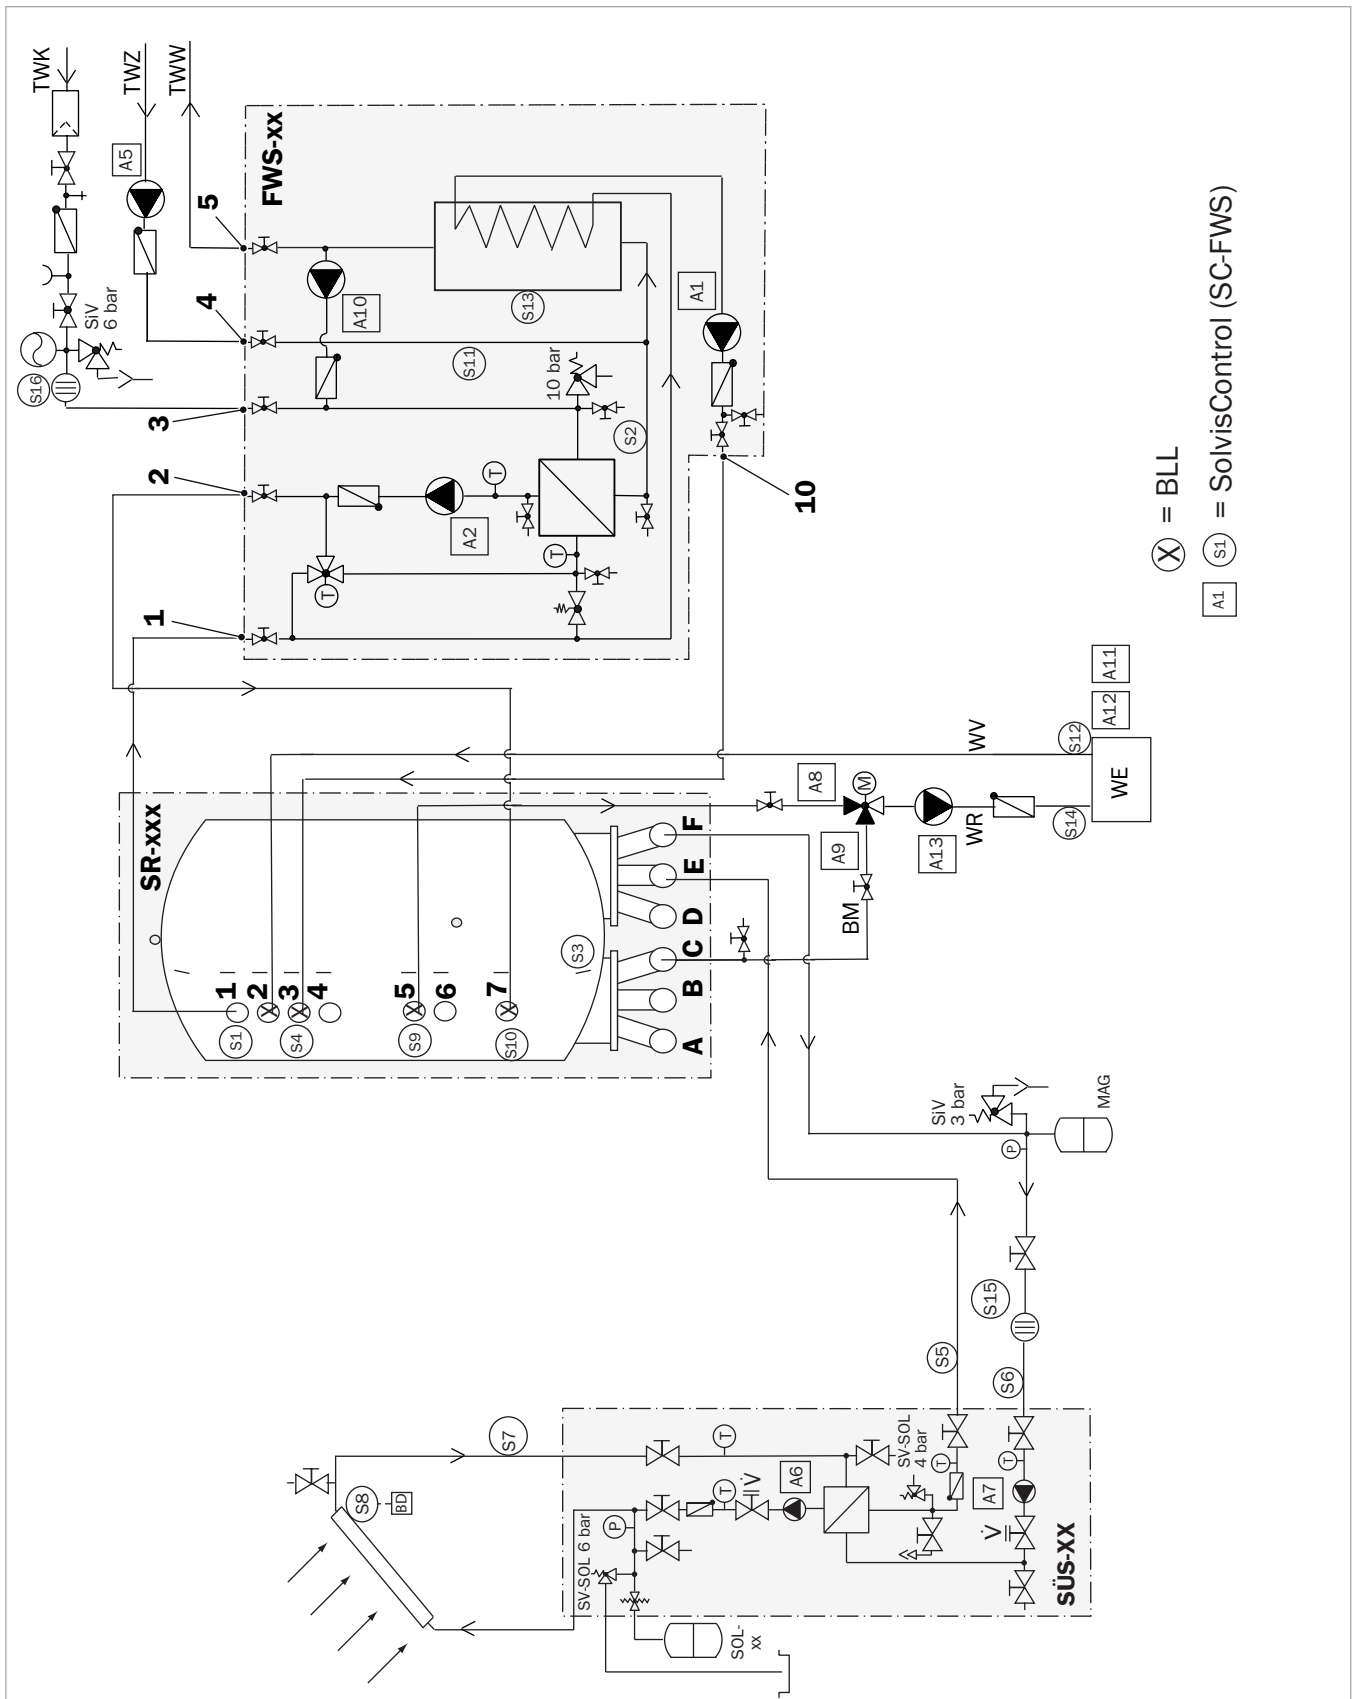 TWK
TWZ
TWW
A5
S16
SiV
6 bar
FWS-xx
5
4
3
2
1
10
A10
S13
S11
A1
10 bar
S2
T
A2
T
T
SR-xxx
1
2
3
4
5
6
7
S1
S4
S9
S10
S3
A
B
C
D
E
F
A8
M
A9
BM
A13
WR
WV
S14
S12
WE
A12
A11
X = BLL
A1 S1 = SolvisControl (SC-FWS)
SiV
3 bar
P
MAG
S15
S5
S6
S7
S8
BD
SV-SOL 6 bar
P
T
T
V̇
A6
SV-SOL
4 bar
T
T
A7
V̇
SÜS-XX
SOL-
xx